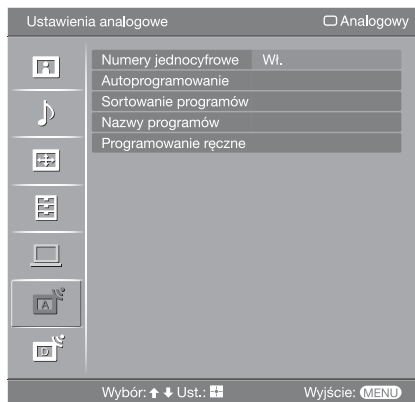 Ustawienia analogowe Analogowy
Numery jednocyfrowe Wł.
Autoprogramowanie
Sortowanie programów
Nazwy programów
Programowanie ręczne
A
D
Wybór: Ust.: Wyjście: MENU